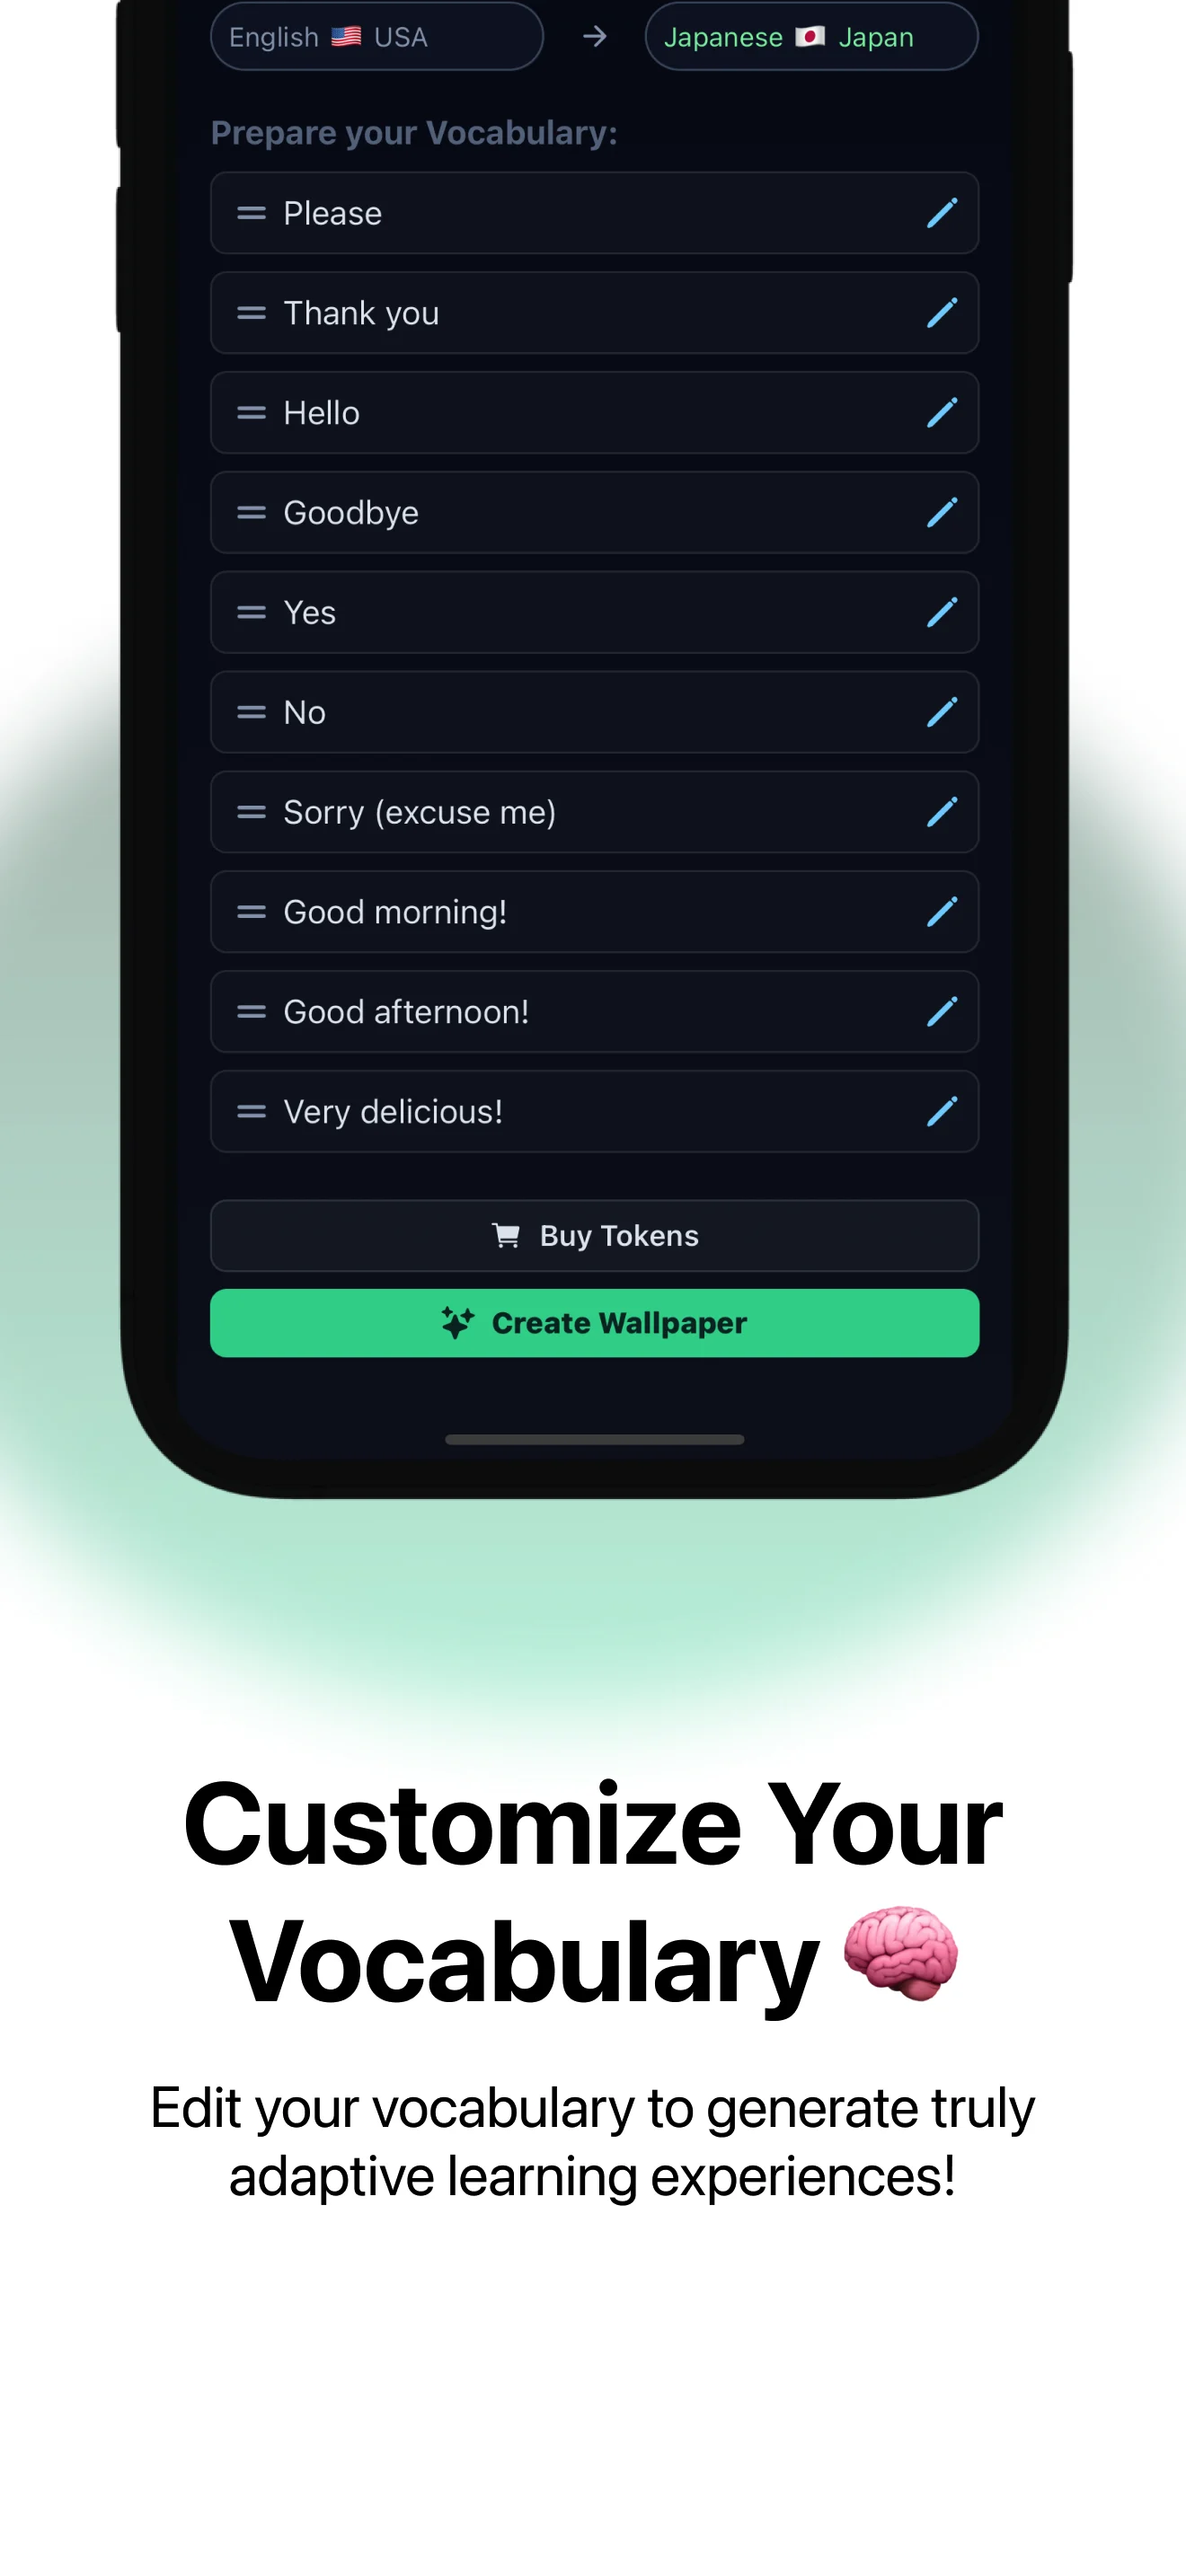 English 🇺🇸 USA → Japanese 🇯🇵 Japan
Prepare your Vocabulary:
Please
Thank you
Hello
Goodbye
Yes
No
Sorry (excuse me)
Good morning!
Good afternoon!
Very delicious!
Buy Tokens
Create Wallpaper
Customize Your
Vocabulary 🧠
Edit your vocabulary to generate truly
adaptive learning experiences!